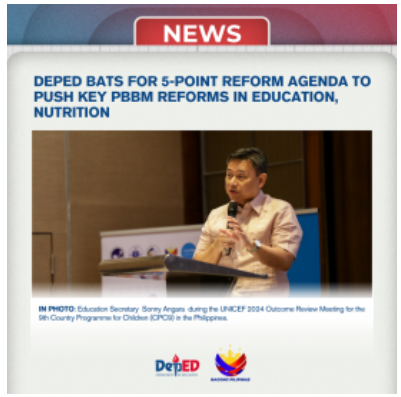 NEWS
DEPED BATS FOR 5-POINT REFORM AGENDA TO
PUSH KEY PBBM REFORMS IN EDUCATION,
NUTRITION
IN PHOTO: Education Secretary Sonny Angara during the UNICEF 2024 Outcome Review Meeting for the
9th Country Programme for Children (CPC9) in the Philippines.
DepED
BAGONG PILIPINAS